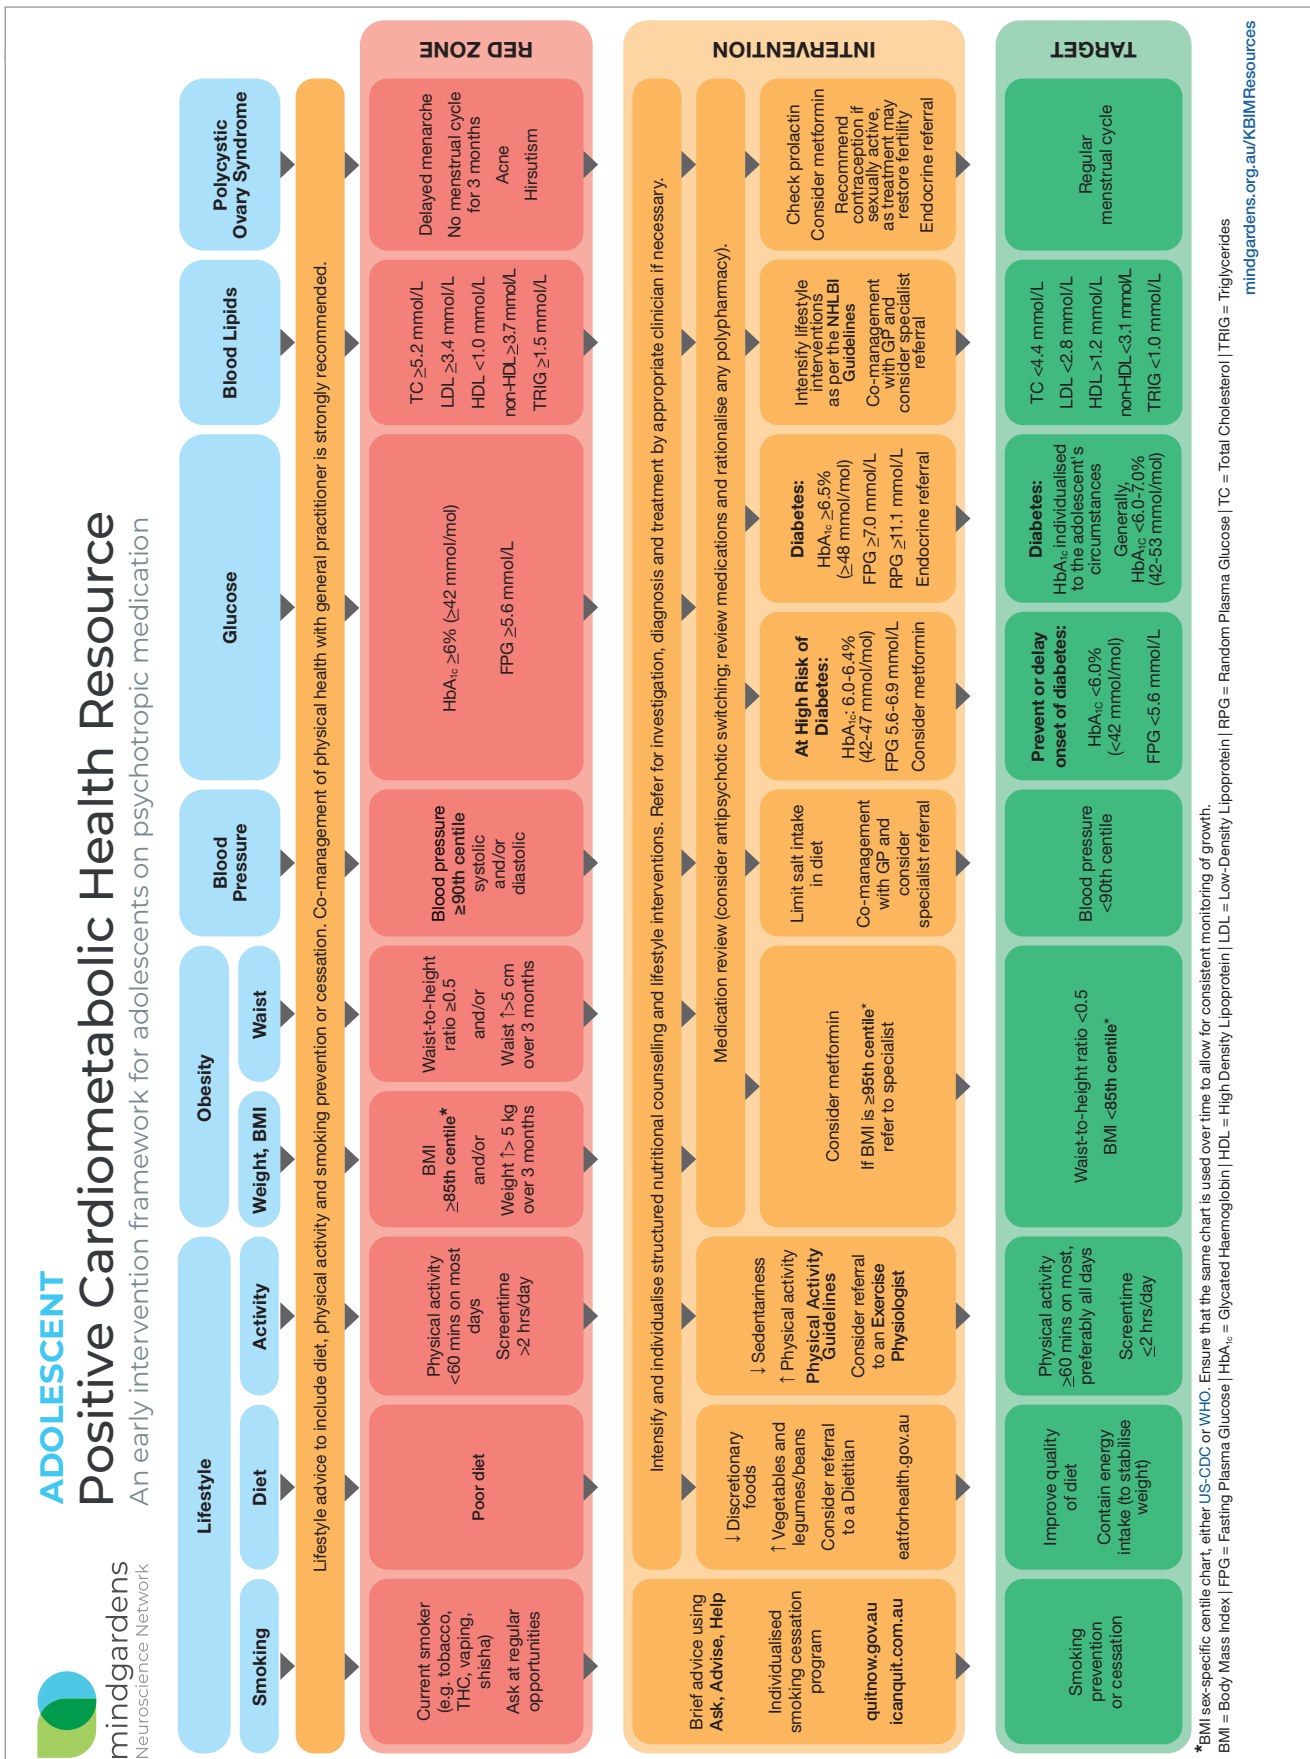 mindgardens
Neuroscience Network
ADOLESCENT
Positive Cardiometabolic Health Resource
An early intervention framework for adolescents on psychotropic medication
Lifestyle
Obesity
Smoking
Diet
Activity
Weight, BMI
Waist
Blood
Pressure
Glucose
Blood Lipids
Polycystic
Ovary Syndrome
Lifestyle advice to include diet, physical activity and smoking prevention or cessation. Co-management of physical health with general practitioner is strongly recommended.
RED ZONE
Current smoker
(e.g. tobacco,
THC, vaping,
shisha)
Ask at regular
opportunities
Poor diet
Physical activity
<60 mins on most
days
Screentime
>2 hrs/day
BMI
≥85th centile*
and/or
Weight ↑> 5 kg
over 3 months
Waist-to-height
ratio ≥0.5
and/or
Waist ↑>5 cm
over 3 months
Blood pressure
≥90th centile
systolic
and/or
diastolic
HbA1c ≥6% (≥42 mmol/mol)
FPG ≥5.6 mmol/L
TC ≥5.2 mmol/L
LDL ≥3.4 mmol/L
HDL <1.0 mmol/L
non-HDL≥3.7 mmol/L
TRIG ≥1.5 mmol/L
Delayed menarche
No menstrual cycle
for 3 months
Acne
Hirsutism
INTERVENTION
Intensify and individualise structured nutritional counselling and lifestyle interventions. Refer for investigation, diagnosis and treatment by appropriate clinician if necessary.
Medication review (consider antipsychotic switching; review medications and rationalise any polypharmacy).
Brief advice using
Ask, Advise, Help
Individualised
smoking cessation
program
quitnow.gov.au
icanquit.com.au
↓ Discretionary
foods
↑ Vegetables and
legumes/beans
Consider referral
to a Dietitian
eatforhealth.gov.au
↓ Sedentariness
↑ Physical activity
Physical Activity
Guidelines
Consider referral
to an Exercise
Physiologist
Consider metformin
If BMI is ≥95th centile*
refer to specialist
Limit salt intake
in diet
Co-management
with GP and
consider
specialist referral
At High Risk of
Diabetes:
HbA1c: 6.0-6.4%
(42-47 mmol/mol)
FPG 5.6-6.9 mmol/L
Consider metformin
Diabetes:
HbA1c ≥6.5%
(≥48 mmol/mol)
FPG ≥7.0 mmol/L
RPG ≥11.1 mmol/L
Endocrine referral
Intensify lifestyle
interventions
as per the NHLBI
Guidelines
Co-management
with GP and
consider specialist
referral
Check prolactin
Consider metformin
Recommend
contraception if
sexually active,
as treatment may
restore fertility
Endocrine referral
TARGET
Smoking
prevention
or cessation
Improve quality
of diet
Contain energy
intake (to stabilise
weight)
Physical activity
≥60 mins on most,
preferably all days
Screentime
≤2 hrs/day
Waist-to-height ratio <0.5
BMI <85th centile*
Blood pressure
<90th centile
Prevent or delay
onset of diabetes:
HbA1C <6.0%
(<42 mmol/mol)
FPG <5.6 mmol/L
Diabetes:
HbA1c individualised
to the adolescent's
circumstances
Generally,
HbA1c <6.0-7.0%
(42-53 mmol/mol)
TC <4.4 mmol/L
LDL <2.8 mmol/L
HDL >1.2 mmol/L
non-HDL <3.1 mmol/L
TRIG <1.0 mmol/L
Regular
menstrual cycle
*BMI sex-specific centile chart, either US-CDC or WHO. Ensure that the same chart is used over time to allow for consistent monitoring of growth.
BMI = Body Mass Index | FPG = Fasting Plasma Glucose | HbA1c = Glycated Haemoglobin | HDL = High Density Lipoprotein | LDL = Low-Density Lipoprotein | RPG = Random Plasma Glucose | TC = Total Cholesterol | TRIG = Triglycerides
mindgardens.org.au/KBIMResources